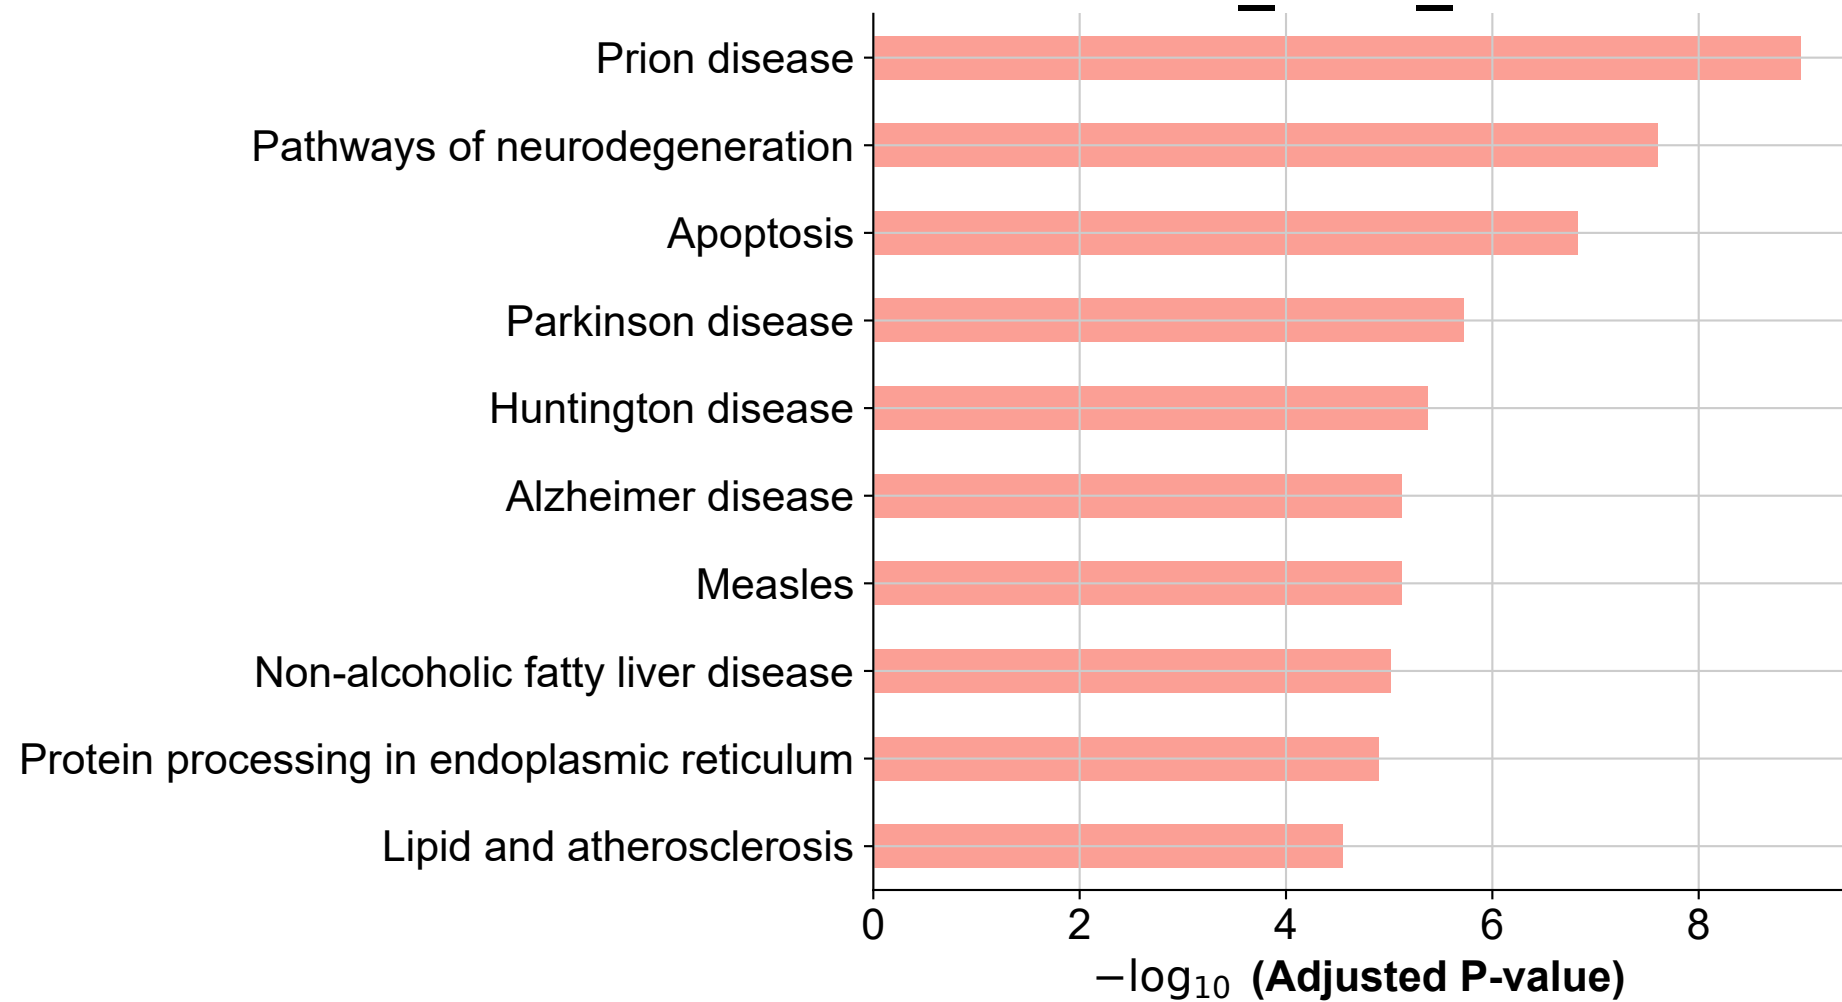 Prion disease
Pathways of neurodegeneration
Apoptosis
Parkinson disease
Huntington disease
Alzheimer disease
Measles
Non-alcoholic fatty liver disease
Protein processing in endoplasmic reticulum
Lipid and atherosclerosis
0 2 4 6 8
−log₁₀ (Adjusted P-value)